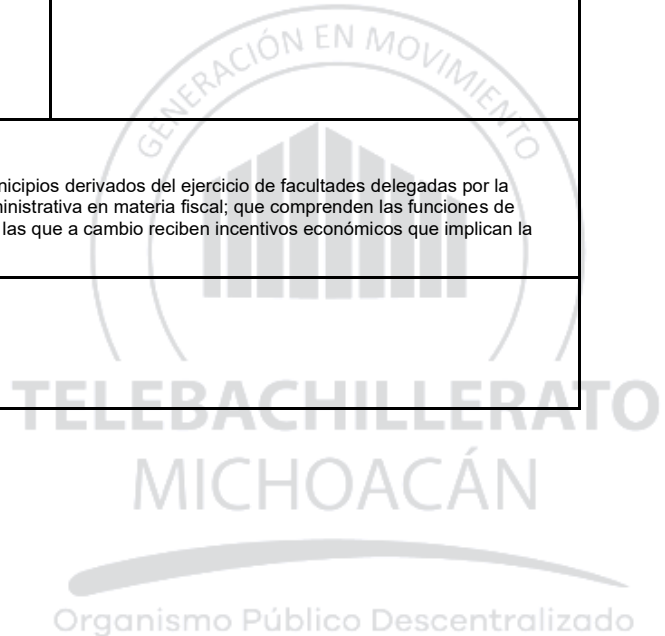 GENERACIÓN EN MOVIMIENTO
nicipios derivados del ejercicio de facultades delegadas por la
ninistrativa en materia fiscal; que comprenden las funciones de
las que a cambio reciben incentivos económicos que implican la
TELEBACHILLERATO
MICHOACÁN
Organismo Público Descentralizado